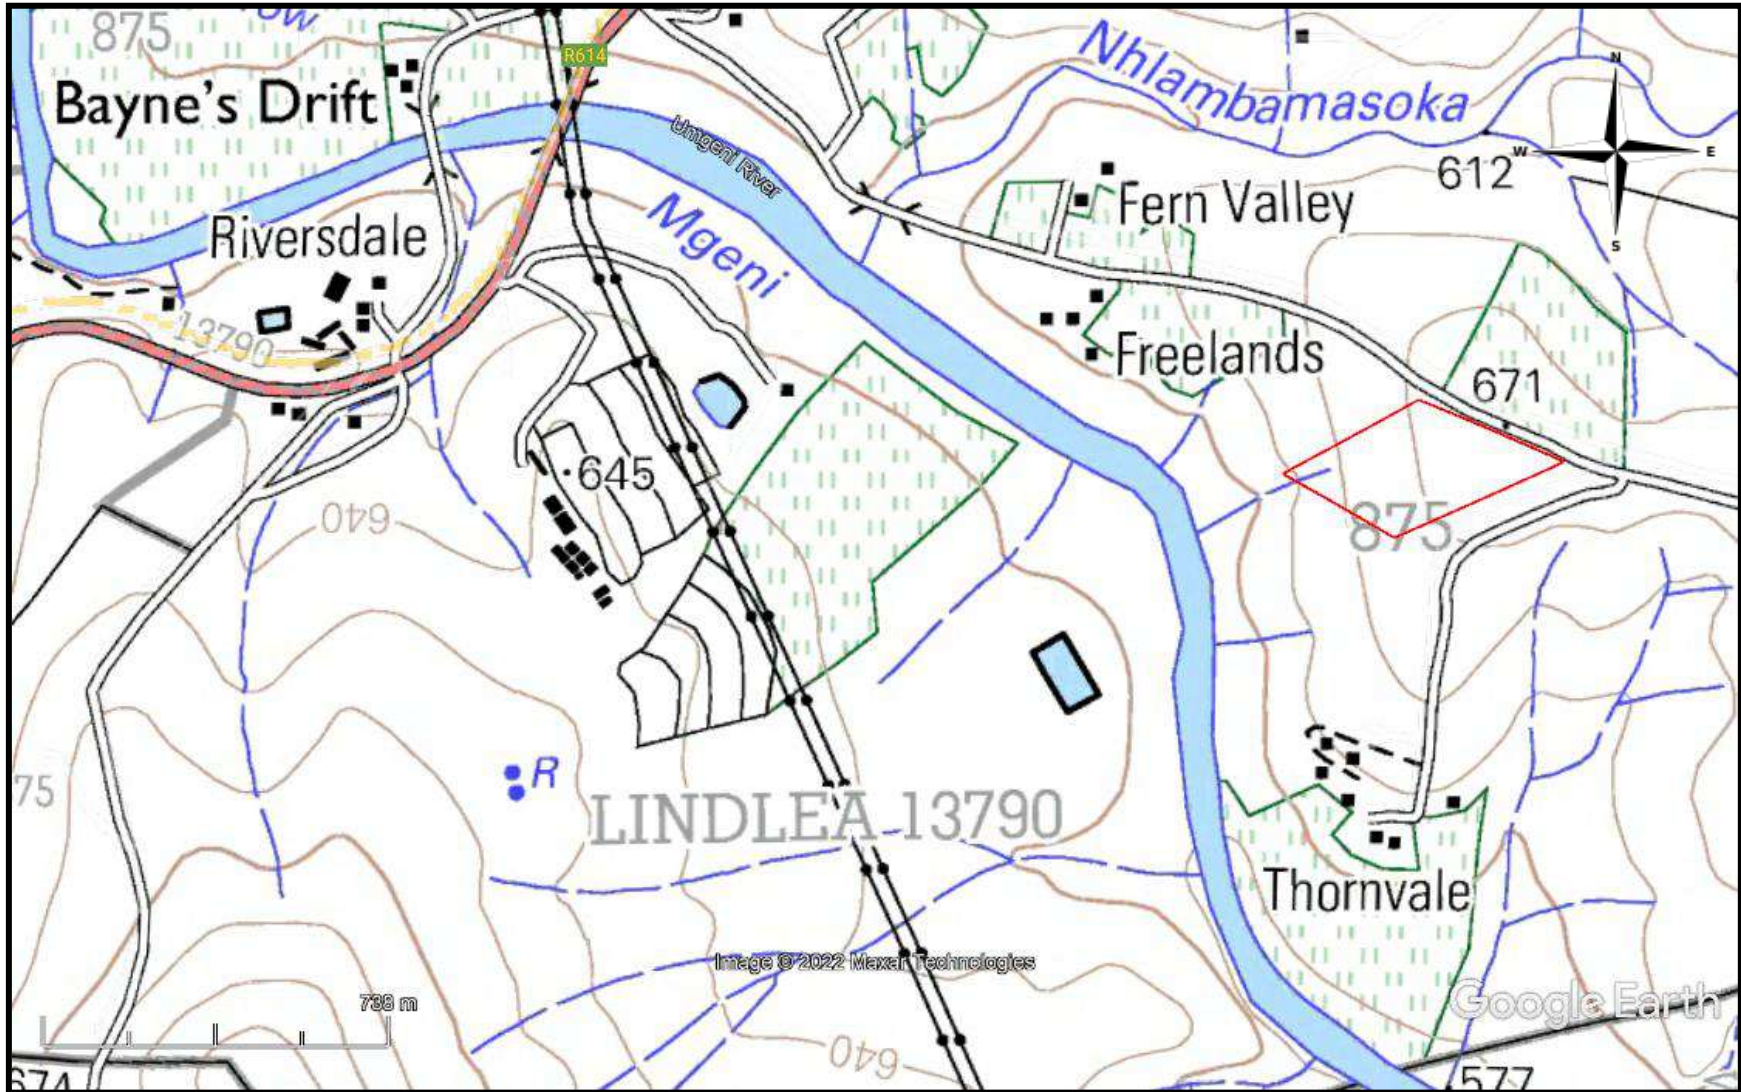 875
R614
Bayne's Drift
Nhlambamasoka
N
W
E
S
Umgeni River
612
Fern Valley
Riversdale
Mgeni
13790
Freelands
671
645
640
875
75
R
LINDLEA 13790
Thornvale
Image © 2022 Maxar Technologies
738 m
Google Earth
640
674
577